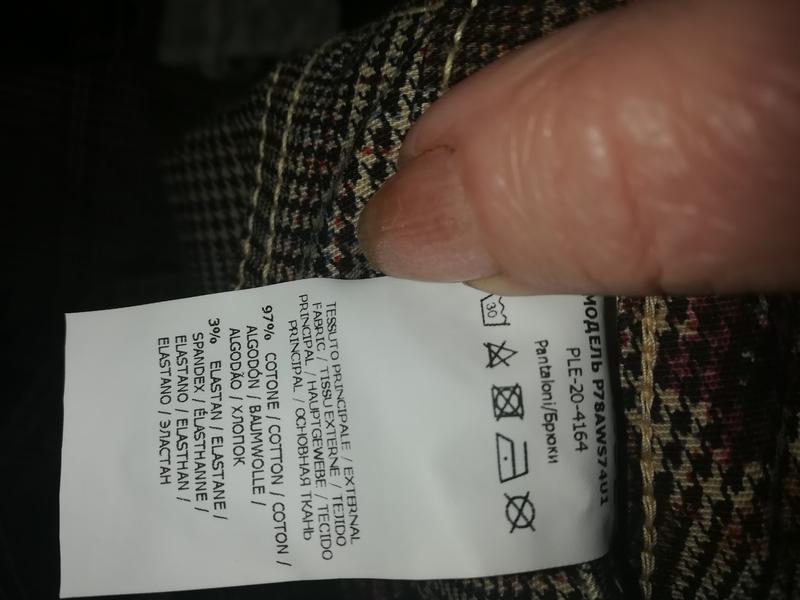 МОДЕЛЬ P78AWS74U1
PLE-20-4164
Pantaloni/Брюки
30
TESSUTO PRINCIPALE / EXTERNAL
FABRIC / TISSU EXTERNE / TEJIDO
PRINCIPAL / HAUPTGEWEBE / TECIDO
PRINCIPAL / ОСНОВНАЯ ТКАНЬ
97% COTONE / COTTON / COTON /
ALGODÓN / BAUMWOLLE /
ALGODÃO / ХЛОПОК
3% ELASTAN / ELASTANE /
SPANDEX / ÉLASTHANNE /
ELASTANO / ELASTHAN /
ELASTANO / ЭЛАСТАН